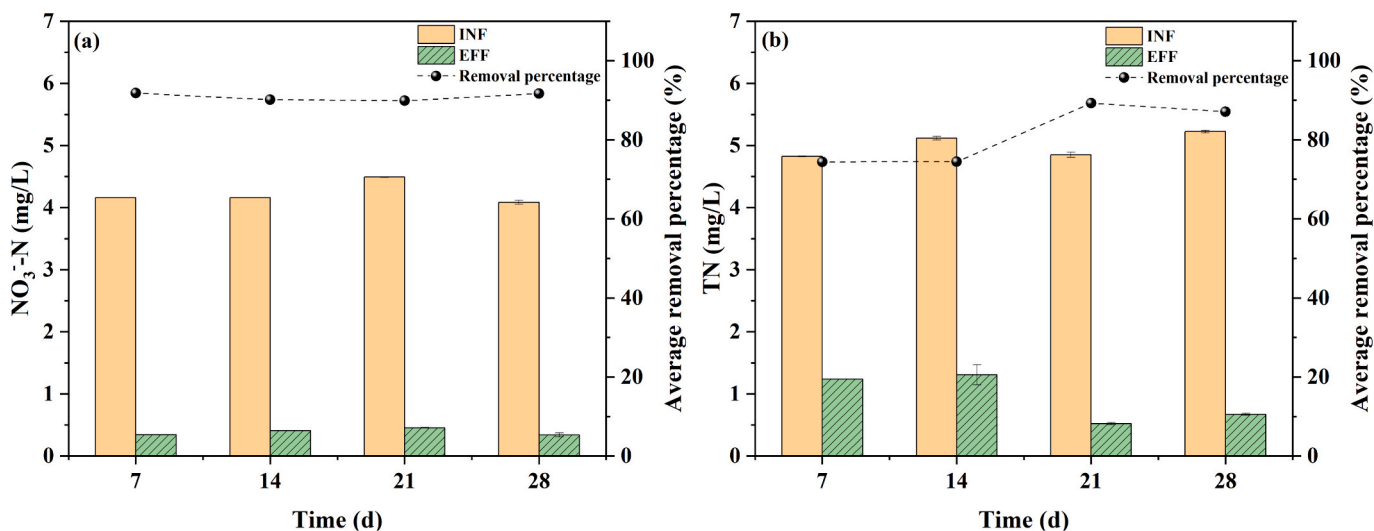 (a)
INF
EFF
Removal percentage
NO₃⁻-N (mg/L)
7
6
5
4
3
2
1
0
100
80
60
40
20
0
Average removal percentage (%)
7 14 21 28
Time (d)
(b)
INF
EFF
Removal percentage
TN (mg/L)
7
6
5
4
3
2
1
0
100
80
60
40
20
0
Average removal percentage (%)
7 14 21 28
Time (d)